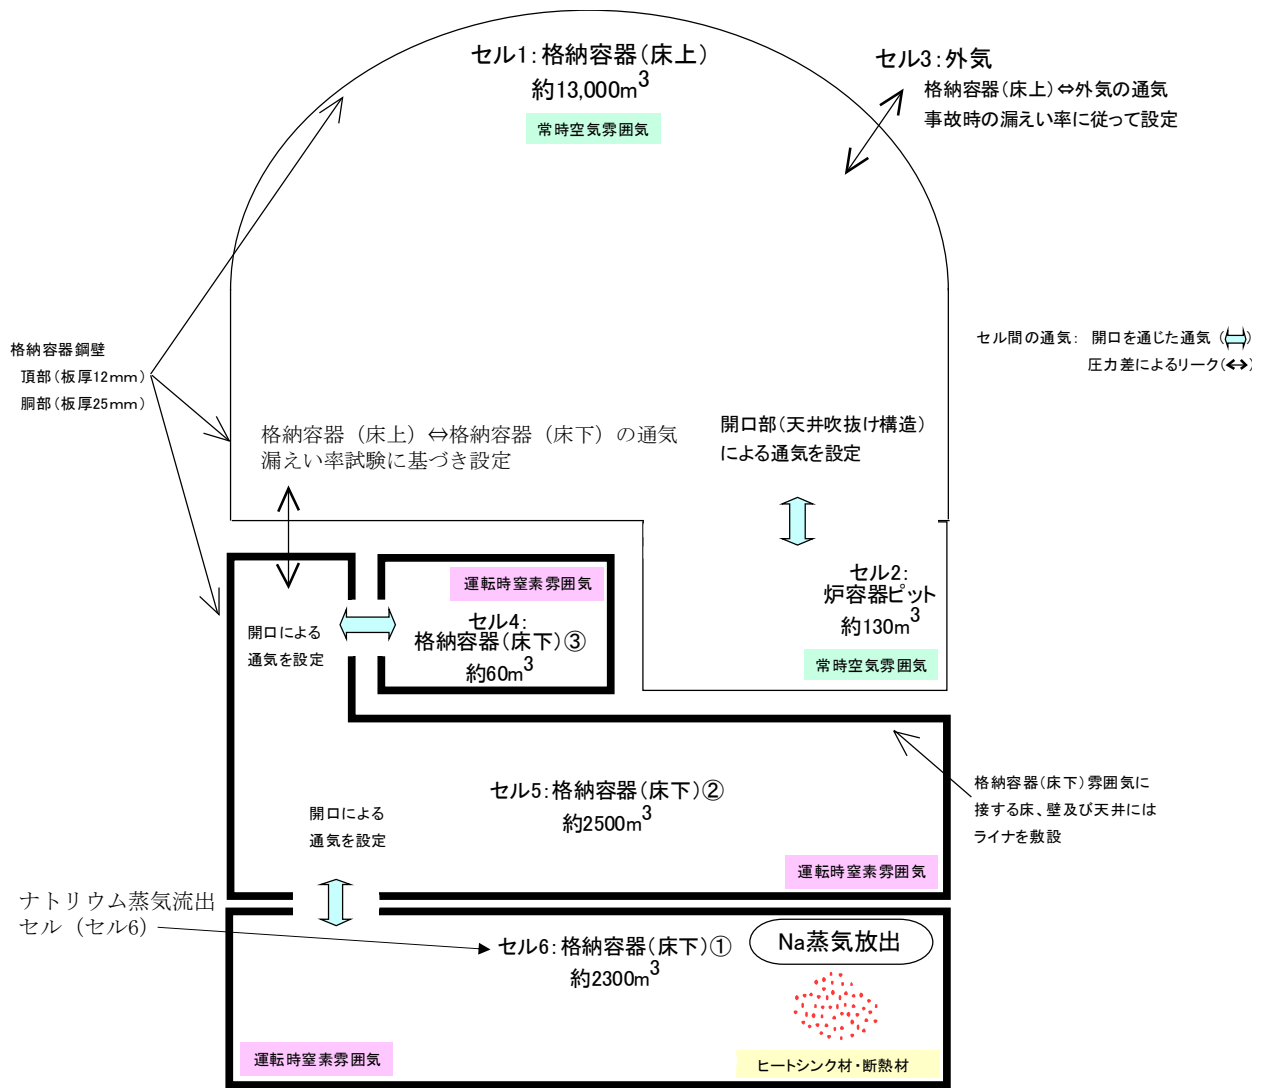 セル1：格納容器（床上）
約13,000m3
常時空気雰囲気
セル3：外気
格納容器（床上）⇔外気の通気
事故時の漏えい率に従って設定
格納容器鋼壁
頂部（板厚12mm）
胴部（板厚25mm）
セル間の通気： 開口を通じた通気（⇔）
圧力差によるリーク（↔）
格納容器（床上）⇔格納容器（床下）の通気
漏えい率試験に基づき設定
開口部（天井吹抜け構造）
による通気を設定
セル2：
炉容器ピット
約130m3
常時空気雰囲気
運転時窒素雰囲気
セル4：
格納容器（床下）③
約60m3
開口による
通気を設定
セル5：格納容器（床下）②
約2500m3
開口による
通気を設定
格納容器（床下）雰囲気に
接する床、壁及び天井には
ライナを敷設
運転時窒素雰囲気
ナトリウム蒸気流出
セル（セル6）
セル6：格納容器（床下）①
約2300m3
Na蒸気放出
運転時窒素雰囲気
ヒートシンク材・断熱材